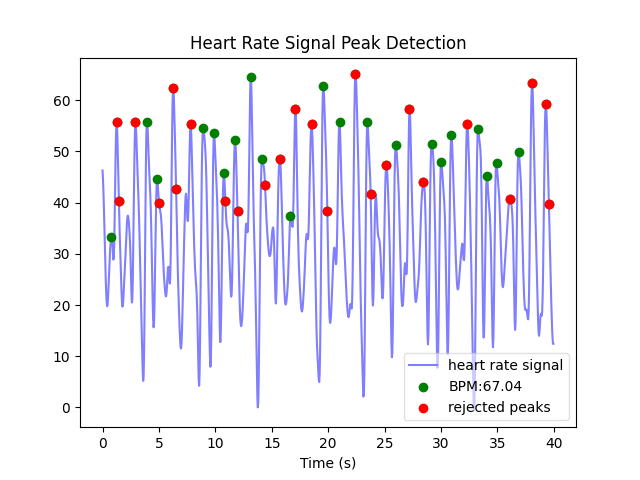 Heart Rate Signal Peak Detection
60
50
40
30
20
10
0
heart rate signal
BPM:67.04
rejected peaks
0 5 10 15 20 25 30 35 40
Time (s)